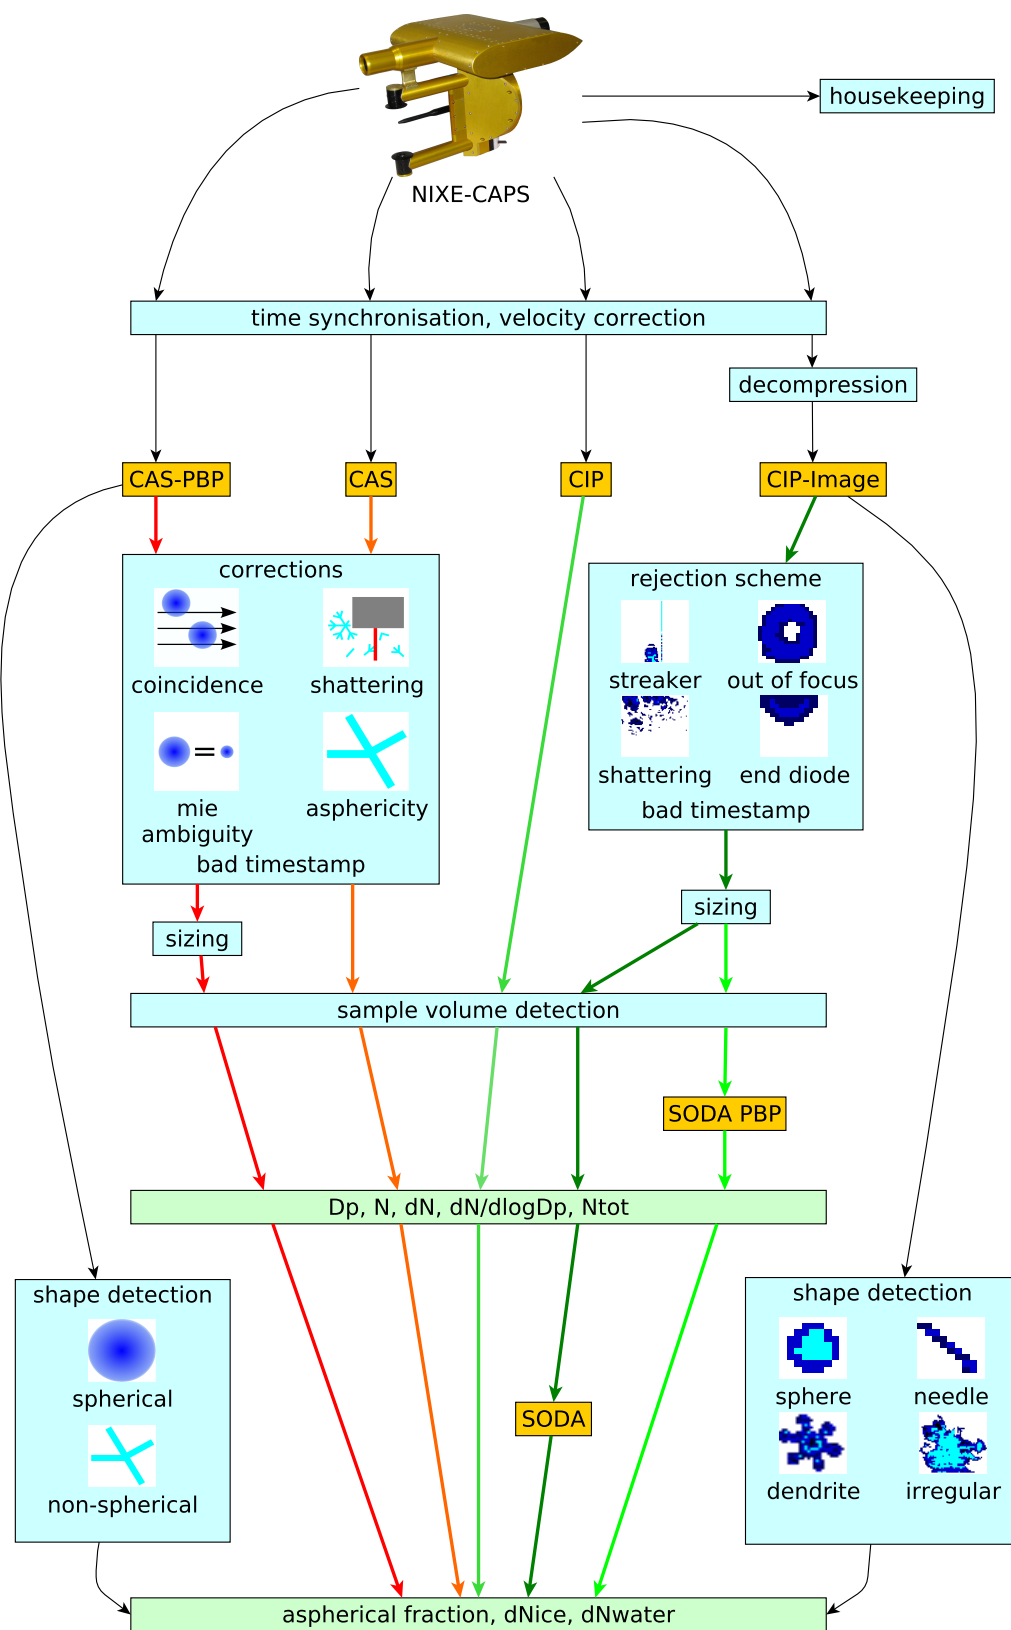 housekeeping
NIXE-CAPS
time synchronisation, velocity correction
decompression
CAS-PBP
CAS
CIP
CIP-Image
corrections
coincidence
shattering
=
mie
ambiguity
asphericity
bad timestamp
rejection scheme
streaker
out of focus
shattering
end diode
bad timestamp
sizing
sizing
sample volume detection
SODA PBP
Dp, N, dN, dN/dlogDp, Ntot
shape detection
spherical
non-spherical
SODA
shape detection
sphere
needle
dendrite
irregular
aspherical fraction, dNice, dNwater